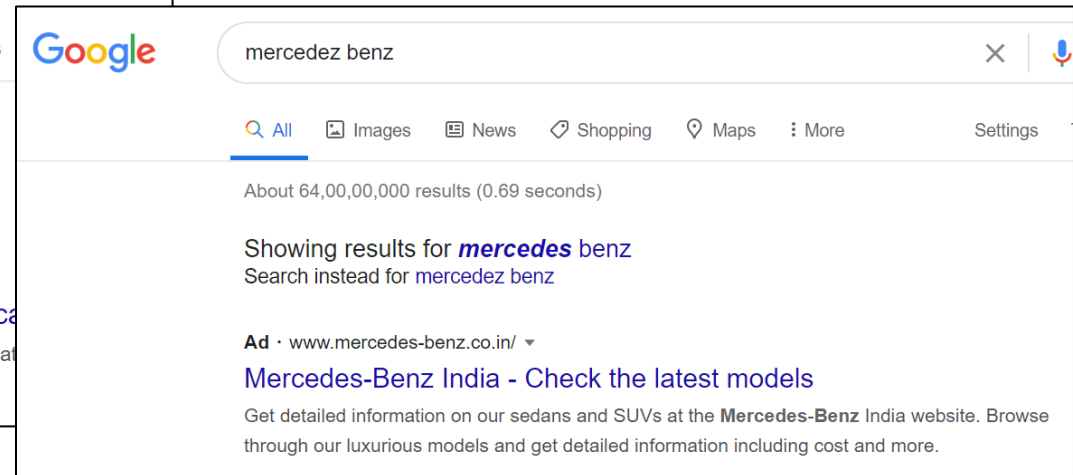 Google
mercedez benz
All Images News Shopping Maps More Settings
About 64,00,00,000 results (0.69 seconds)
Showing results for mercedes benz
Search instead for mercedez benz
Ad · www.mercedes-benz.co.in/
Mercedes-Benz India - Check the latest models
Get detailed information on our sedans and SUVs at the Mercedes-Benz India website. Browse
through our luxurious models and get detailed information including cost and more.